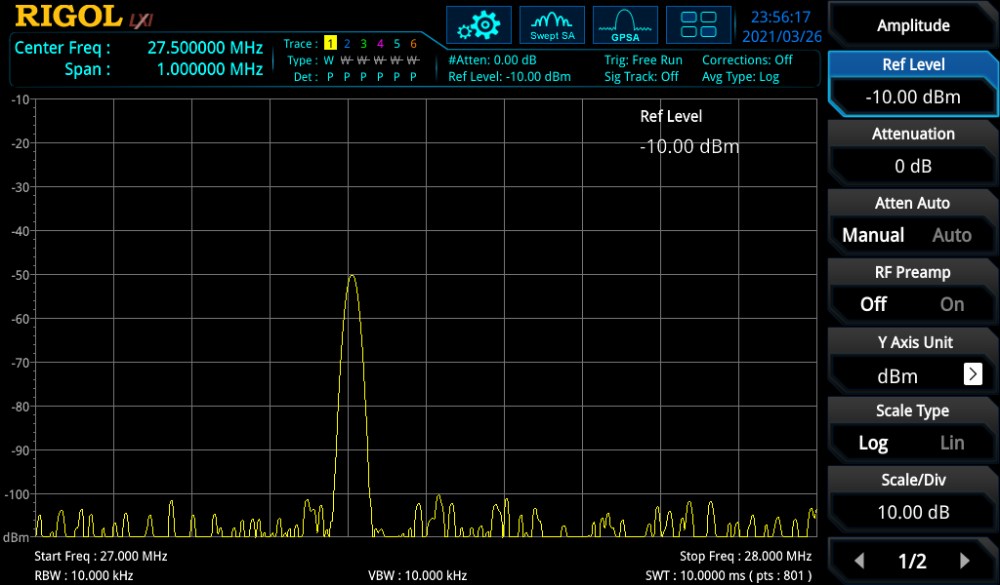 RIGOL LXI
Center Freq : 27.500000 MHz
Span : 1.000000 MHz
Trace : 1 2 3 4 5 6
Type : W W W W W W
Det : P P P P P P
Swept SA
GPSA
23:56:17
2021/03/26
#Atten: 0.00 dB
Ref Level: -10.00 dBm
Trig: Free Run
Sig Track: Off
Corrections: Off
Avg Type: Log
Ref Level
-10.00 dBm
-10
-20
-30
-40
-50
-60
-70
-80
-90
-100
dBm
Start Freq : 27.000 MHz
Stop Freq : 28.000 MHz
RBW : 10.000 kHz
VBW : 10.000 kHz
SWT : 10.0000 ms ( pts : 801 )
Amplitude
Ref Level
-10.00 dBm
Attenuation
0 dB
Atten Auto
Manual Auto
RF Preamp
Off On
Y Axis Unit
dBm
Scale Type
Log Lin
Scale/Div
10.00 dB
1/2